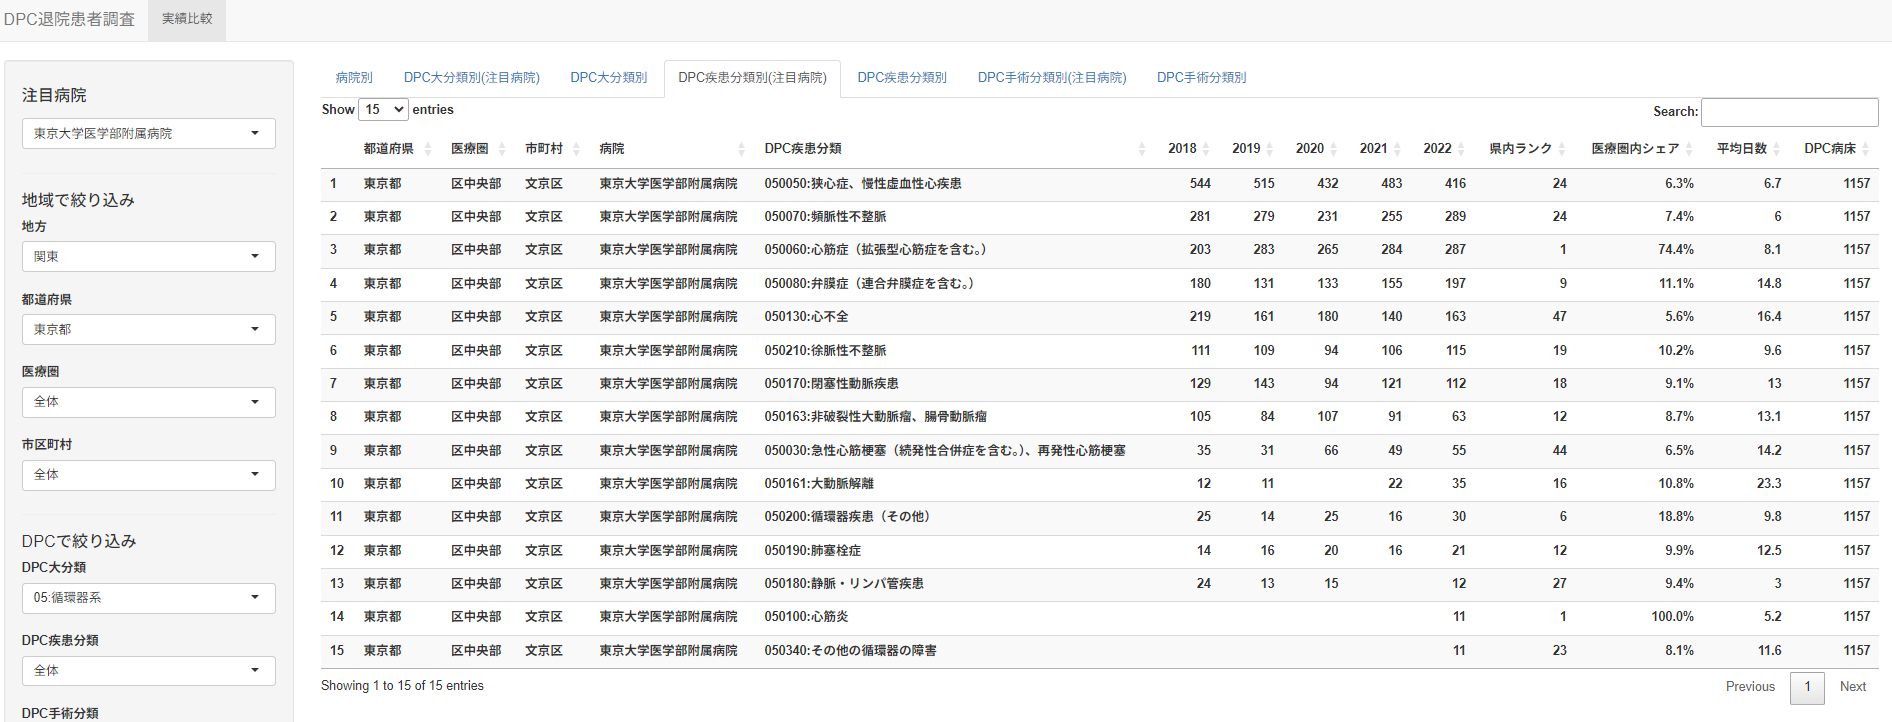 DPC退院患者調査 実績比較
注目病院
東京大学医学部附属病院
地域で絞り込み
地方
関東
都道府県
東京都
医療圏
全体
市区町村
全体
DPCで絞り込み
DPC大分類
05:循環器系
DPC疾患分類
全体
DPC手術分類
病院別 DPC大分類別(注目病院) DPC大分類別 DPC疾患分類別(注目病院) DPC疾患分類別 DPC手術分類別(注目病院) DPC手術分類別
Show 15 entries Search:
都道府県 医療圏 市町村 病院 DPC疾患分類 2018 2019 2020 2021 2022 県内ランク 医療圏内シェア 平均日数 DPC病床
1 東京都 区中央部 文京区 東京大学医学部附属病院 050050:狭心症、慢性虚血性心疾患 544 515 432 483 416 24 6.3% 6.7 1157
2 東京都 区中央部 文京区 東京大学医学部附属病院 050070:頻脈性不整脈 281 279 231 255 289 24 7.4% 6 1157
3 東京都 区中央部 文京区 東京大学医学部附属病院 050060:心筋症（拡張型心筋症を含む。） 203 283 265 284 287 1 74.4% 8.1 1157
4 東京都 区中央部 文京区 東京大学医学部附属病院 050080:弁膜症（連合弁膜症を含む。） 180 131 133 155 197 9 11.1% 14.8 1157
5 東京都 区中央部 文京区 東京大学医学部附属病院 050130:心不全 219 161 180 140 163 47 5.6% 16.4 1157
6 東京都 区中央部 文京区 東京大学医学部附属病院 050210:徐脈性不整脈 111 109 94 106 115 19 10.2% 9.6 1157
7 東京都 区中央部 文京区 東京大学医学部附属病院 050170:閉塞性動脈疾患 129 143 94 121 112 18 9.1% 13 1157
8 東京都 区中央部 文京区 東京大学医学部附属病院 050163:非破裂性大動脈瘤、腸骨動脈瘤 105 84 107 91 63 12 8.7% 13.1 1157
9 東京都 区中央部 文京区 東京大学医学部附属病院 050030:急性心筋梗塞（続発性合併症を含む。）、再発性心筋梗塞 35 31 66 49 55 44 6.5% 14.2 1157
10 東京都 区中央部 文京区 東京大学医学部附属病院 050161:大動脈解離 12 11 22 35 16 10.8% 23.3 1157
11 東京都 区中央部 文京区 東京大学医学部附属病院 050200:循環器疾患（その他） 25 14 25 16 30 6 18.8% 9.8 1157
12 東京都 区中央部 文京区 東京大学医学部附属病院 050190:肺塞栓症 14 16 20 16 21 12 9.9% 12.5 1157
13 東京都 区中央部 文京区 東京大学医学部附属病院 050180:静脈・リンパ管疾患 24 13 15 12 27 9.4% 3 1157
14 東京都 区中央部 文京区 東京大学医学部附属病院 050100:心筋炎 11 1 100.0% 5.2 1157
15 東京都 区中央部 文京区 東京大学医学部附属病院 050340:その他の循環器の障害 11 23 8.1% 11.6 1157
Showing 1 to 15 of 15 entries Previous 1 Next